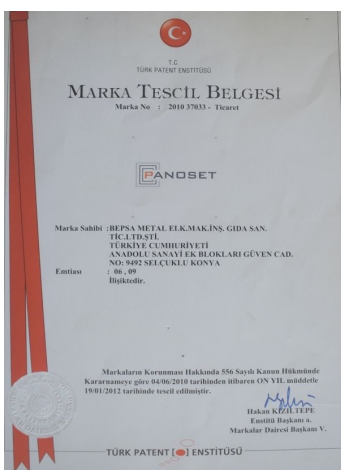 T.C.
TÜRK PATENT ENSTİTÜSÜ
MARKA TESCİL BELGESİ
Marka No : 2010 37033 - Ticaret
PANOSET
Marka Sahibi : BEPSA METAL ELK.MAK.İNŞ. GIDA SAN.
TİC.LTD.ŞTİ.
TÜRKİYE CUMHURİYETİ
ANADOLU SANAYİ EK BLOKLARI GÜVEN CAD.
NO: 9492 SELÇUKLU KONYA
Emtiası : 06 , 09
İlişiktedir.
Markaların Korunması Hakkında 556 Sayılı Kanun Hükmünde
Kararnameye göre 04/06/2010 tarihinden itibaren ON YIL müddetle
19/01/2012 tarihinde tescil edilmiştir.
Hakan KIZILTEPE
Enstitü Başkanı a.
Markalar Dairesi Başkanı V.
TÜRK PATENT ENSTİTÜSÜ